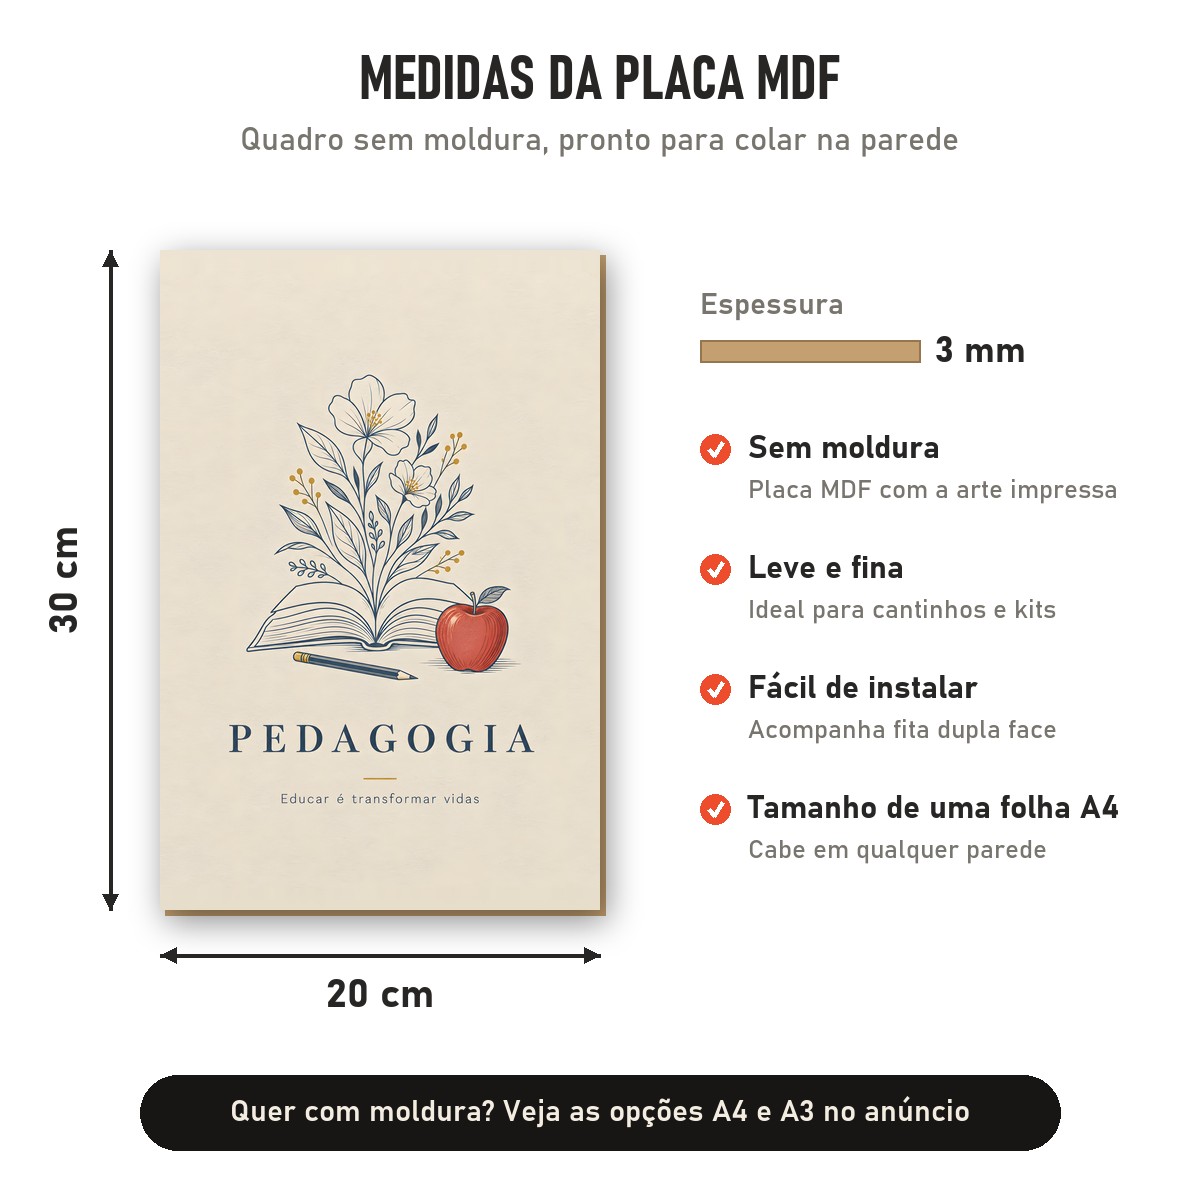 MEDIDAS DA PLACA MDF
Quadro sem moldura, pronto para colar na parede
30 cm
PEDAGOGIA
Educar é transformar vidas
20 cm
Espessura
3 mm
Sem moldura
Placa MDF com a arte impressa
Leve e fina
Ideal para cantinhos e kits
Fácil de instalar
Acompanha fita dupla face
Tamanho de uma folha A4
Cabe em qualquer parede
Quer com moldura? Veja as opções A4 e A3 no anúncio